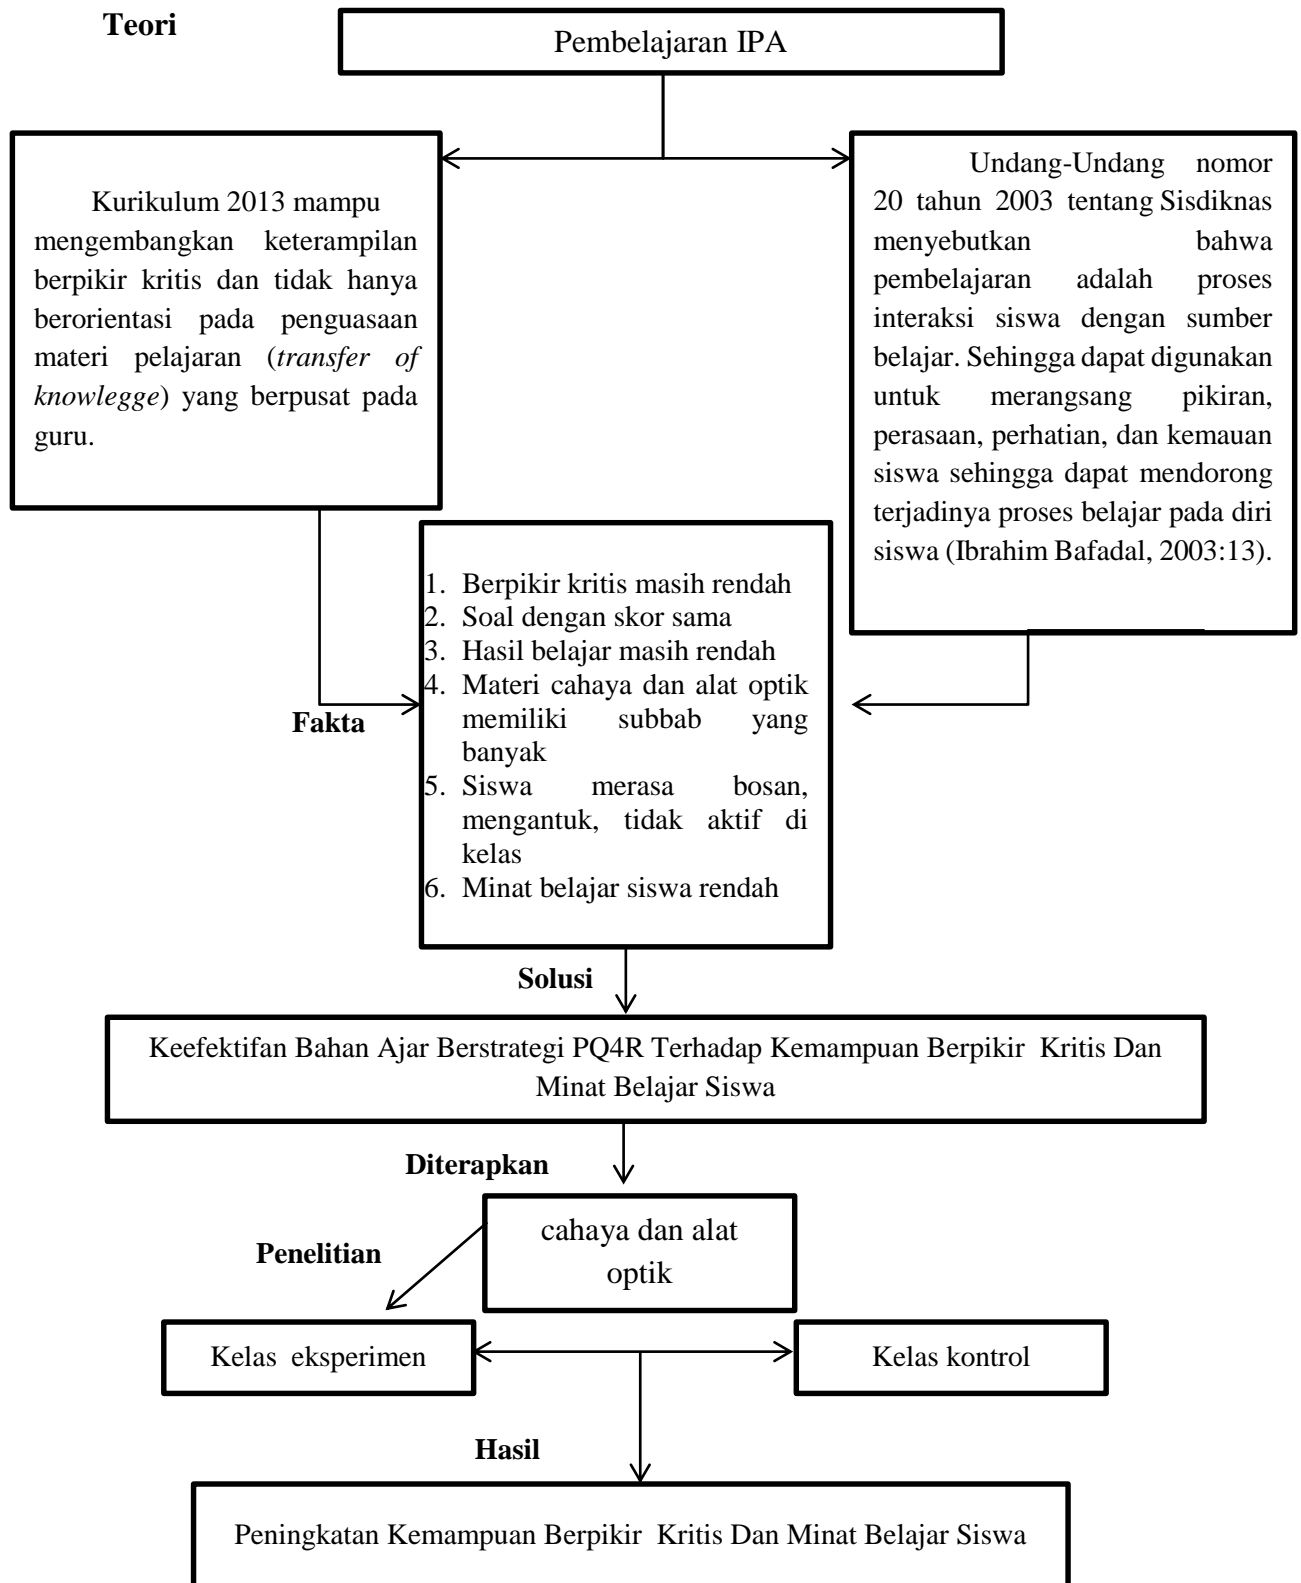 Teori
Pembelajaran IPA
Kurikulum 2013 mampu
mengembangkan keterampilan
berpikir kritis dan tidak hanya
berorientasi pada penguasaan
materi pelajaran (transfer of
knowlegge) yang berpusat pada
guru.
Undang-Undang nomor
20 tahun 2003 tentang Sisdiknas
menyebutkan bahwa
pembelajaran adalah proses
interaksi siswa dengan sumber
belajar. Sehingga dapat digunakan
untuk merangsang pikiran,
perasaan, perhatian, dan kemauan
siswa sehingga dapat mendorong
terjadinya proses belajar pada diri
siswa (Ibrahim Bafadal, 2003:13).
Fakta
1. Berpikir kritis masih rendah
2. Soal dengan skor sama
3. Hasil belajar masih rendah
4. Materi cahaya dan alat optik
memiliki subbab yang
banyak
5. Siswa merasa bosan,
mengantuk, tidak aktif di
kelas
6. Minat belajar siswa rendah
Solusi
Keefektifan Bahan Ajar Berstrategi PQ4R Terhadap Kemampuan Berpikir Kritis Dan
Minat Belajar Siswa
Diterapkan
cahaya dan alat
optik
Penelitian
Kelas eksperimen
Kelas kontrol
Hasil
Peningkatan Kemampuan Berpikir Kritis Dan Minat Belajar Siswa